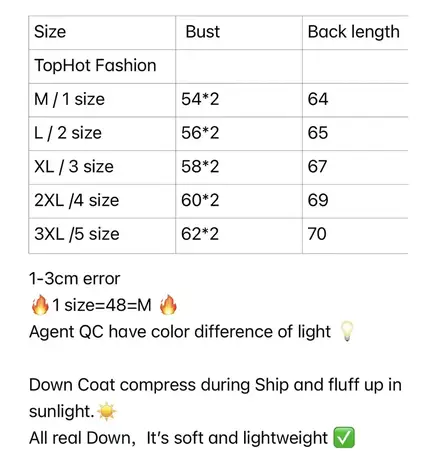 Size Bust Back length
TopHot Fashion
M / 1 size 54*2 64
L / 2 size 56*2 65
XL / 3 size 58*2 67
2XL /4 size 60*2 69
3XL /5 size 62*2 70
1-3cm error
🔥1 size=48=M 🔥
Agent QC have color difference of light 💡
Down Coat compress during Ship and fluff up in
sunlight.☀️
All real Down，It's soft and lightweight ✅